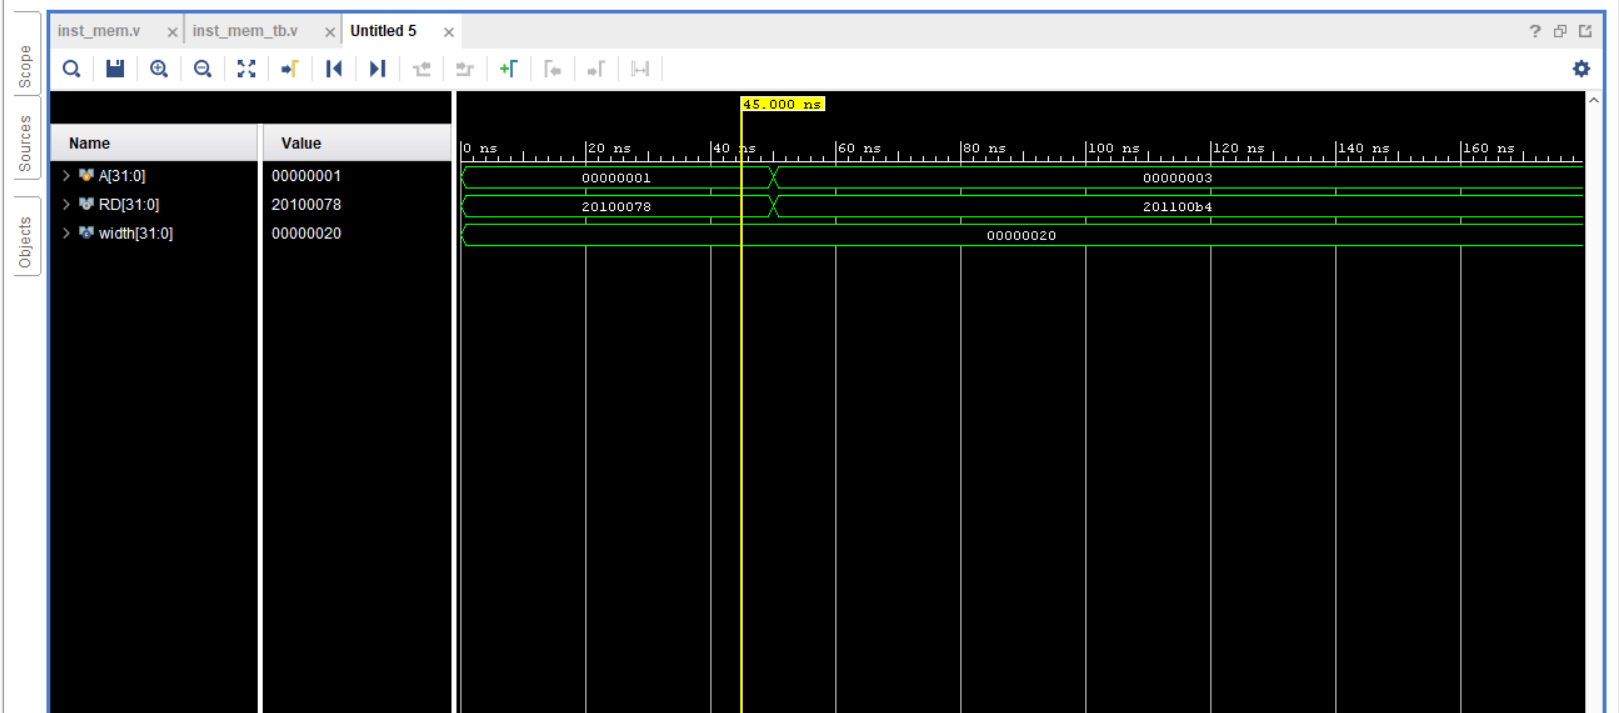 inst_mem.v × inst_mem_tb.v × Untitled 5 × ?
Scope
Sources
Objects
45.000 ns
Name Value
0 ns 20 ns 40 ns 60 ns 80 ns 100 ns 120 ns 140 ns 160 ns
A[31:0] 00000001 00000001 00000003
RD[31:0] 20100078 20100078 201100b4
width[31:0] 00000020 00000020